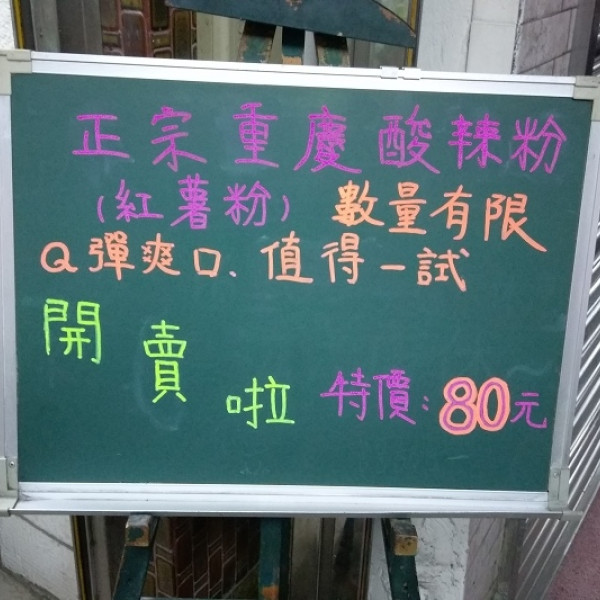 正宗重慶酸辣粉
(紅薯粉) 數量有限
Q彈爽口、值得一試
開賣啦 特價:80元